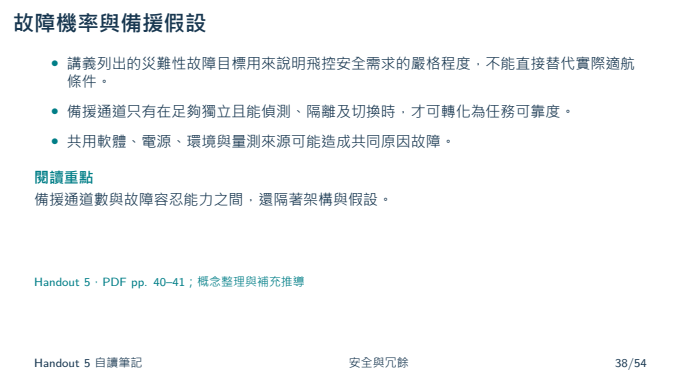 故障機率與備援假設
• 講義列出的災難性故障目標用來說明飛控安全需求的嚴格程度，不能直接替代實際適航
條件。
• 備援通道只有在足夠獨立且能偵測、隔離及切換時，才可轉化為任務可靠度。
• 共用軟體、電源、環境與量測來源可能造成共同原因故障。
閱讀重點
備援通道數與故障容忍能力之間，還隔著架構與假設。
Handout 5 · PDF pp. 40–41；概念整理與補充推導
Handout 5 自讀筆記
安全與冗餘
38/54